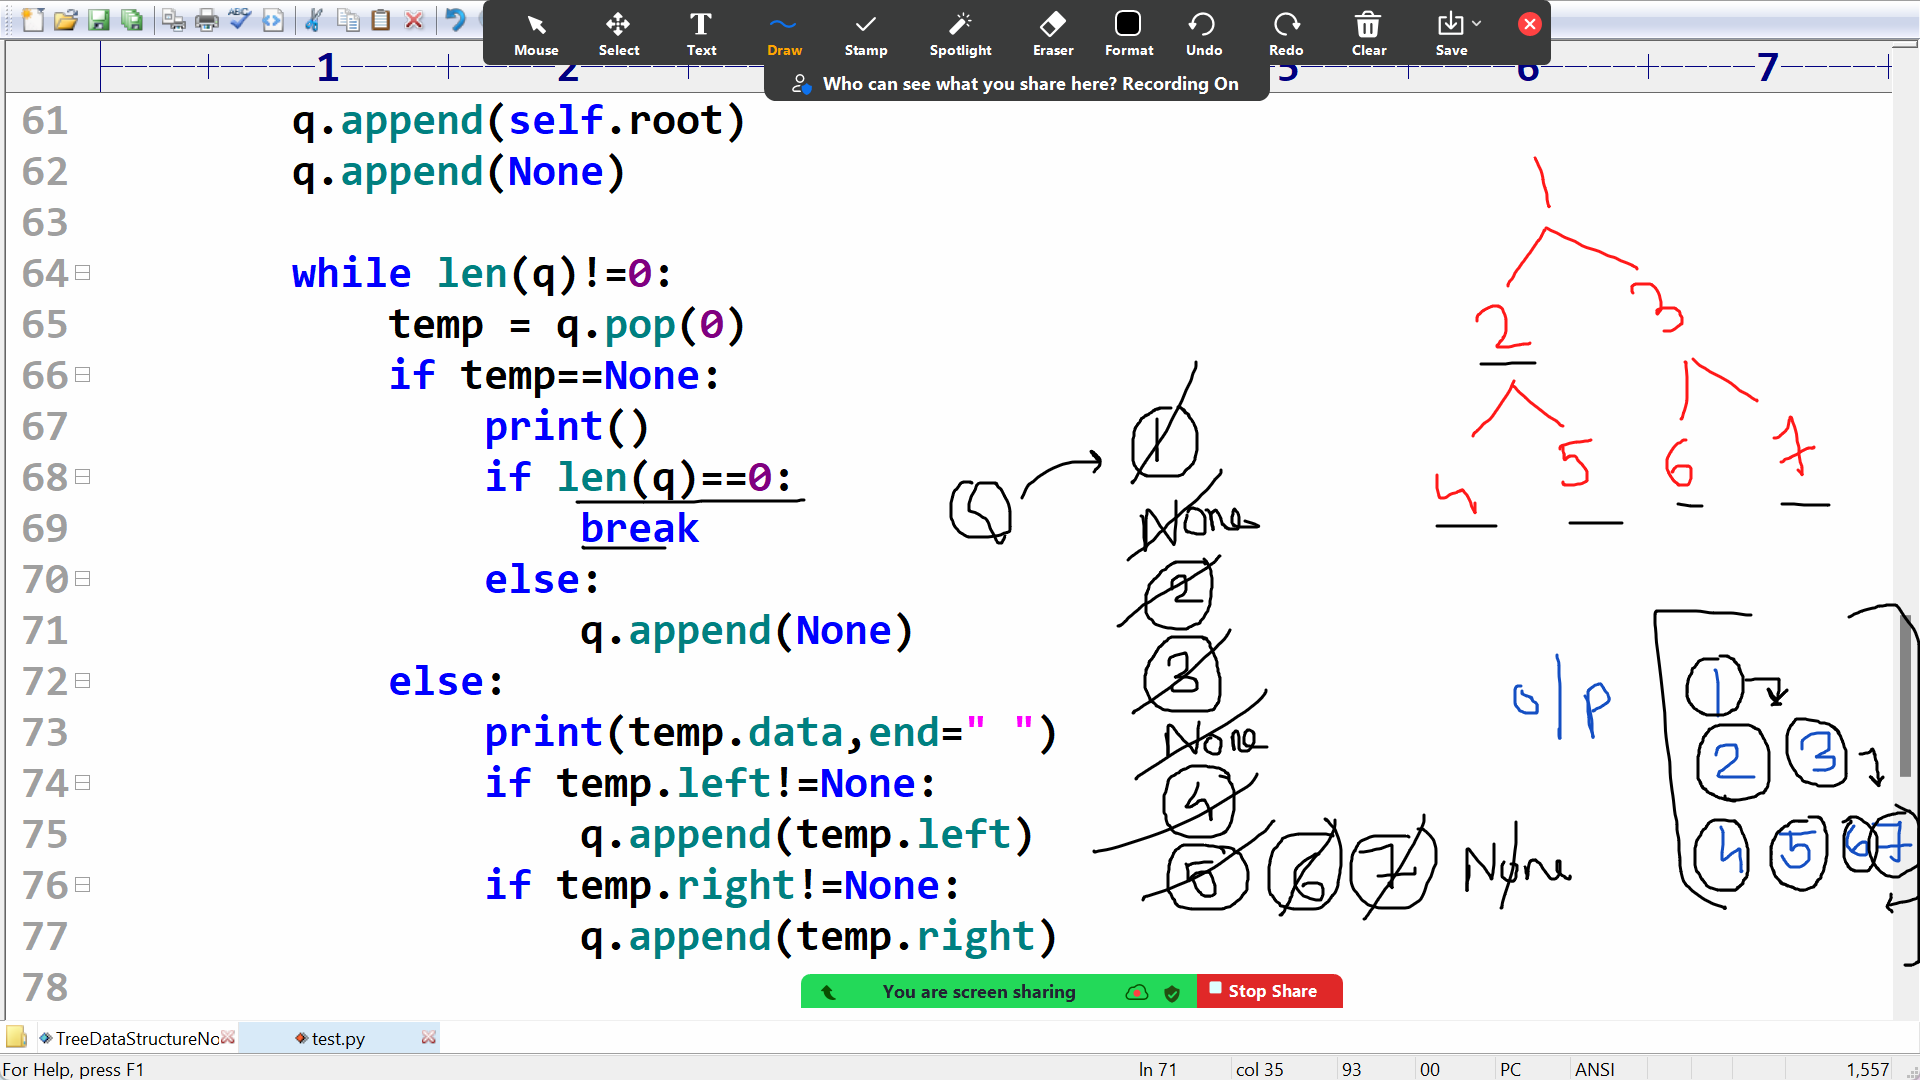 Mouse Select Text Draw Stamp Spotlight Eraser Format Undo Redo Clear Save
Who can see what you share here? Recording On
1 2 5 6 7
61 q.append(self.root)
62 q.append(None)
63
64 while len(q)!=0:
65 temp = q.pop(0)
66 if temp==None:
67 print()
68 if len(q)==0:
69 break
70 else:
71 q.append(None)
72 else:
73 print(temp.data,end=" ")
74 if temp.left!=None:
75 q.append(temp.left)
76 if temp.right!=None:
77 q.append(temp.right)
78
1
2 3
4 5 6 7
Q
1
None
2
3
None
4
5 6 7 None
o/p
1
2 3
4 5 6 7
You are screen sharing Stop Share
TreeDataStructureNo test.py
For Help, press F1 ln 71 col 35 93 00 PC ANSI 1,557